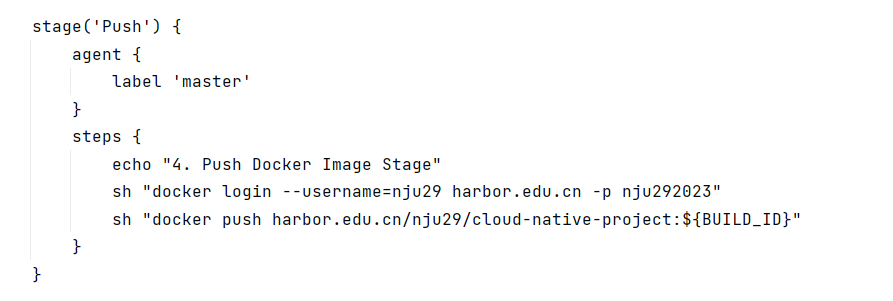 stage('Push') {
    agent {
        label 'master'
    }
    steps {
        echo "4. Push Docker Image Stage"
        sh "docker login --username=nju29 harbor.edu.cn -p nju292023"
        sh "docker push harbor.edu.cn/nju29/cloud-native-project:${BUILD_ID}"
    }
}